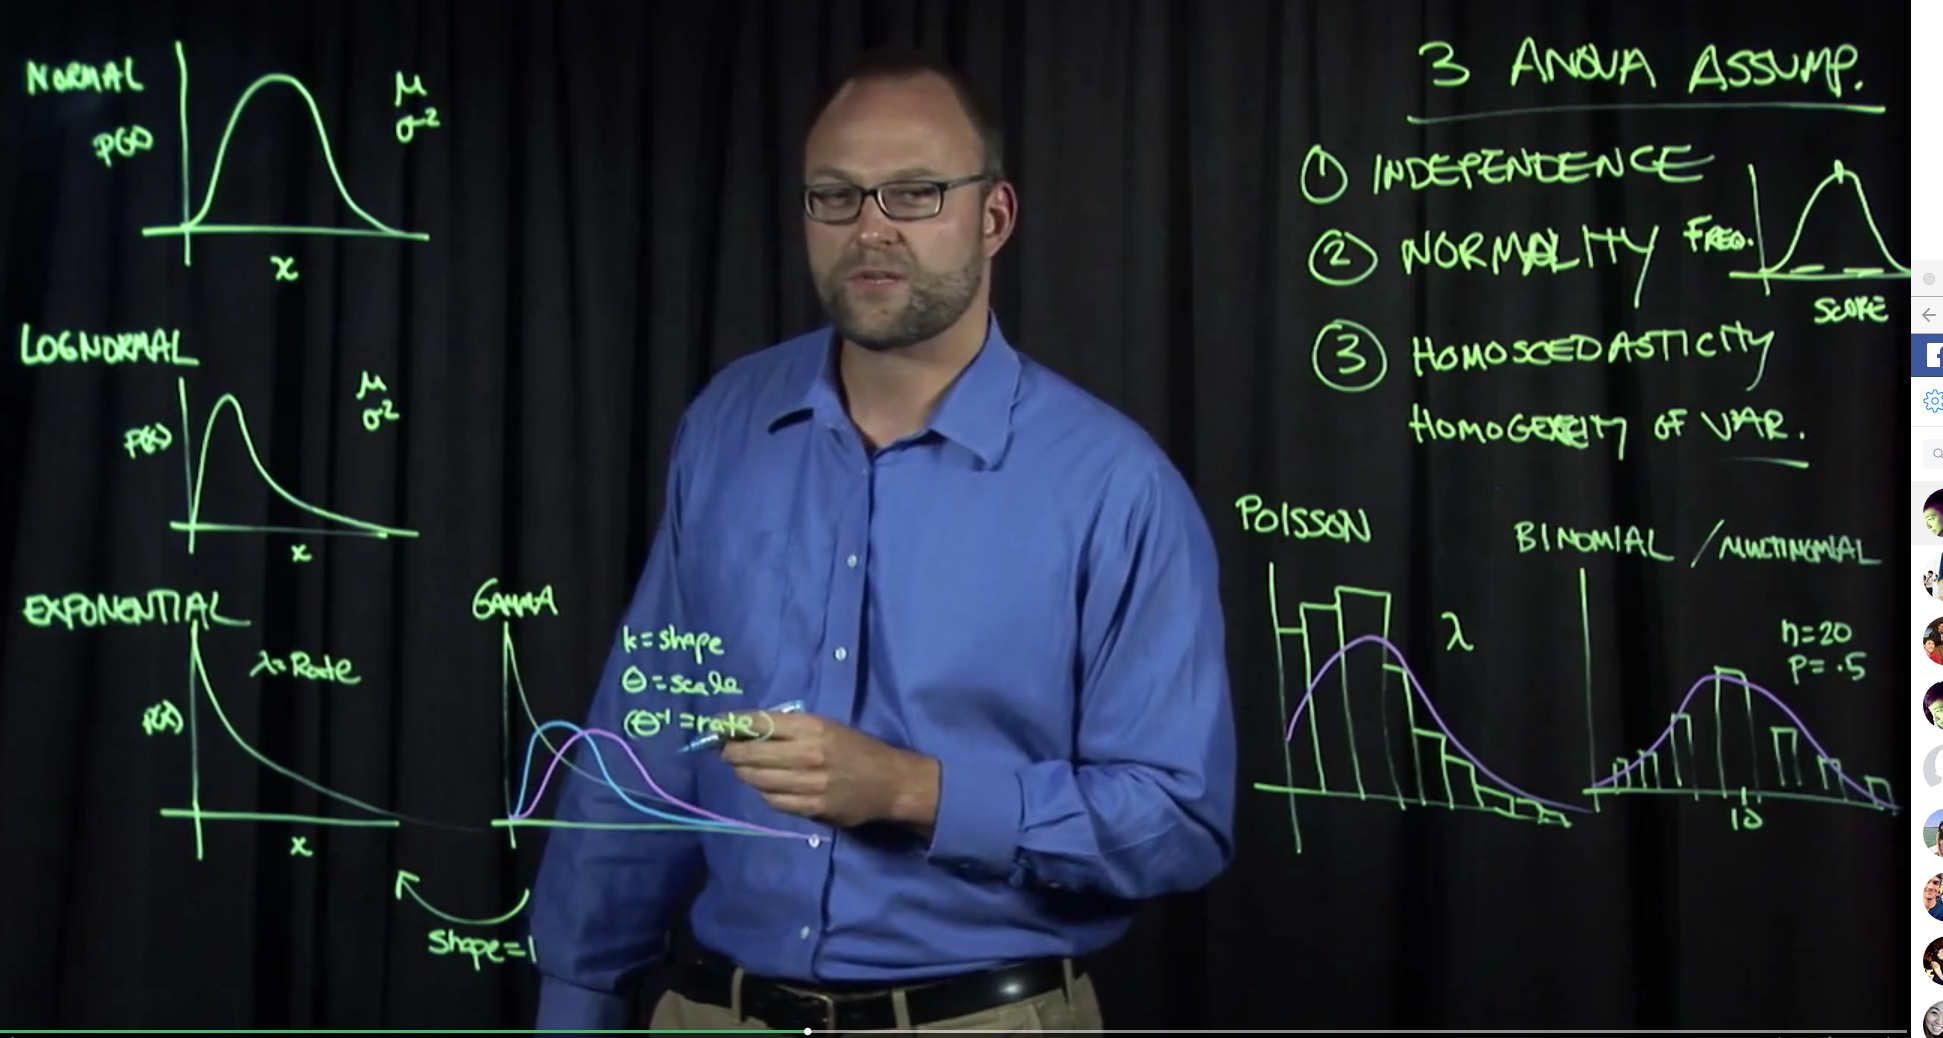 NORMAL
P(x)
μ
σ²
x
LOGNORMAL
P(x)
μ
σ²
x
EXPONENTIAL
λ=Rate
P(x)
x
GAMMA
k=shape
θ=scale
(θ⁻¹=rate)
shape=1
3 ANOVA ASSUMP.
① INDEPENDENCE
② NORMALITY
FREQ.
SCORE
③ HOMOSCEDASTICITY
HOMOGENEITY OF VAR.
POISSON
λ
BINOMIAL / MULTINOMIAL
n=20
P=.5
10
f